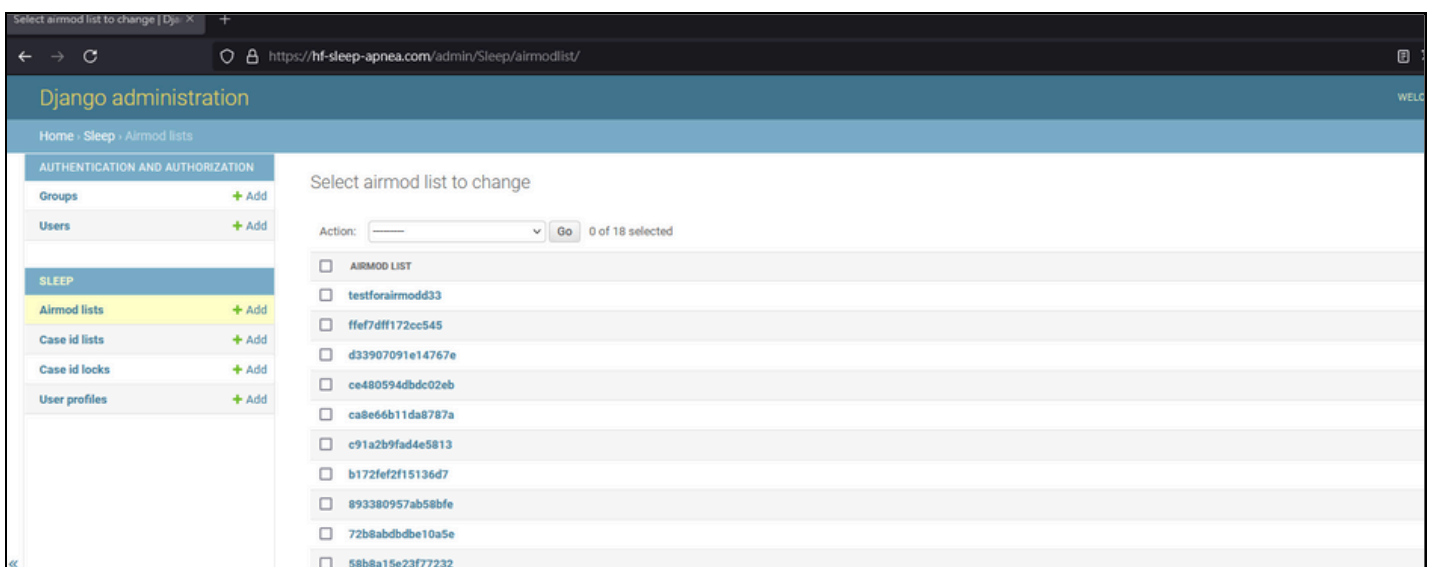 Select airmod list to change | Dja
https://hf-sleep-apnea.com/admin/Sleep/airmodlist/
Django administration
WELC
Home › Sleep › Airmod lists
AUTHENTICATION AND AUTHORIZATION
Groups + Add
Users + Add
SLEEP
Airmod lists + Add
Case id lists + Add
Case id locks + Add
User profiles + Add
«
Select airmod list to change
Action: --------- Go 0 of 18 selected
AIRMOD LIST
testforairmodd33
ffef7dff172cc545
d33907091e14767e
ce480594dbdc02eb
ca8e66b11da8787a
c91a2b9fad4e5813
b172fef2f15136d7
893380957ab58bfe
72b8abdbdbe10a5e
58b8a15e23f77232